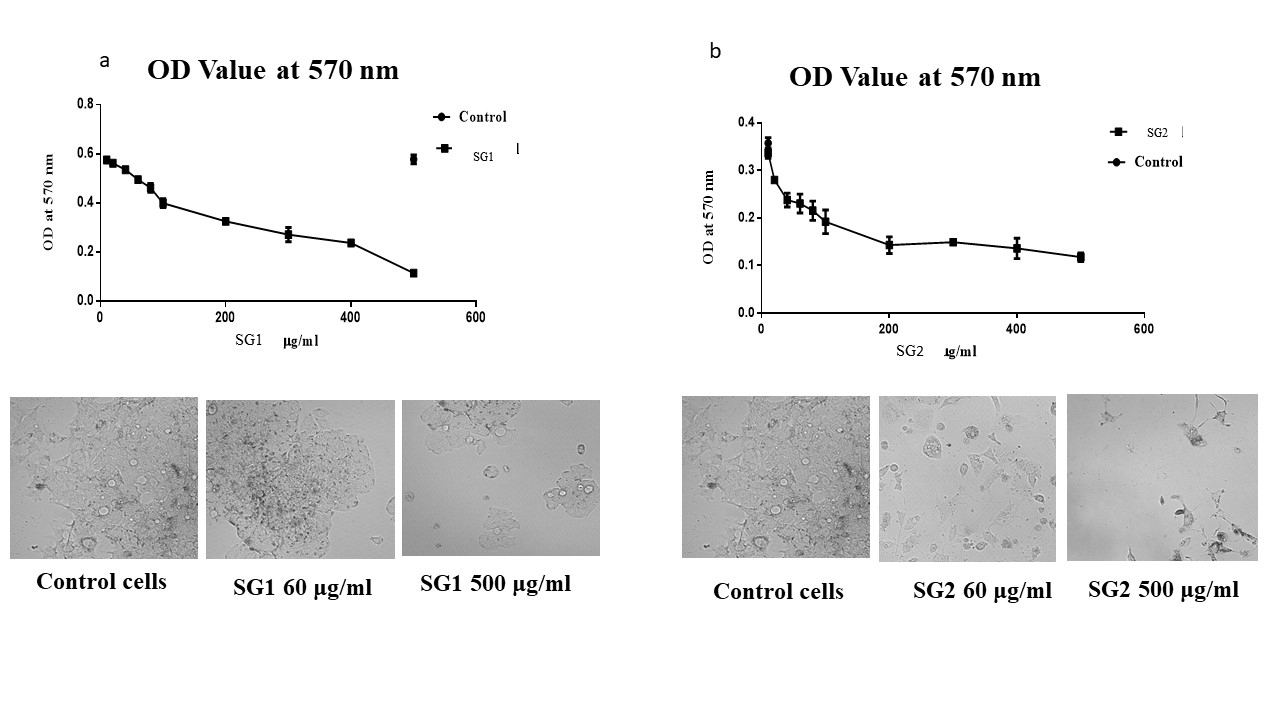 a
OD Value at 570 nm
OD at 570 nm
0.8
0.6
0.4
0.2
0.0
0
200
400
600
Control
SG1
SG1 μg/ml
Control cells
SG1 60 μg/ml
SG1 500 μg/ml
b
OD Value at 570 nm
OD at 570 nm
0.4
0.3
0.2
0.1
0.0
0
200
400
600
SG2
Control
SG2 ıg/ml
Control cells
SG2 60 μg/ml
SG2 500 μg/ml